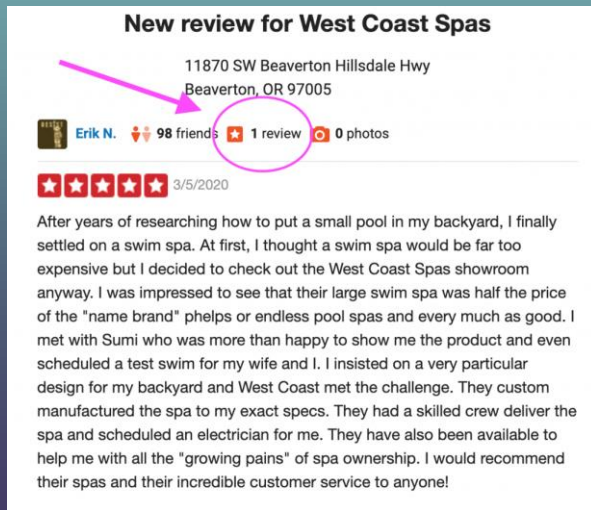 New review for West Coast Spas
11870 SW Beaverton Hillsdale Hwy
Beaverton, OR 97005
Erik N. 98 friends 1 review 0 photos
3/5/2020
After years of researching how to put a small pool in my backyard, I finally
settled on a swim spa. At first, I thought a swim spa would be far too
expensive but I decided to check out the West Coast Spas showroom
anyway. I was impressed to see that their large swim spa was half the price
of the "name brand" phelps or endless pool spas and every much as good. I
met with Sumi who was more than happy to show me the product and even
scheduled a test swim for my wife and I. I insisted on a very particular
design for my backyard and West Coast met the challenge. They custom
manufactured the spa to my exact specs. They had a skilled crew deliver the
spa and scheduled an electrician for me. They have also been available to
help me with all the "growing pains" of spa ownership. I would recommend
their spas and their incredible customer service to anyone!